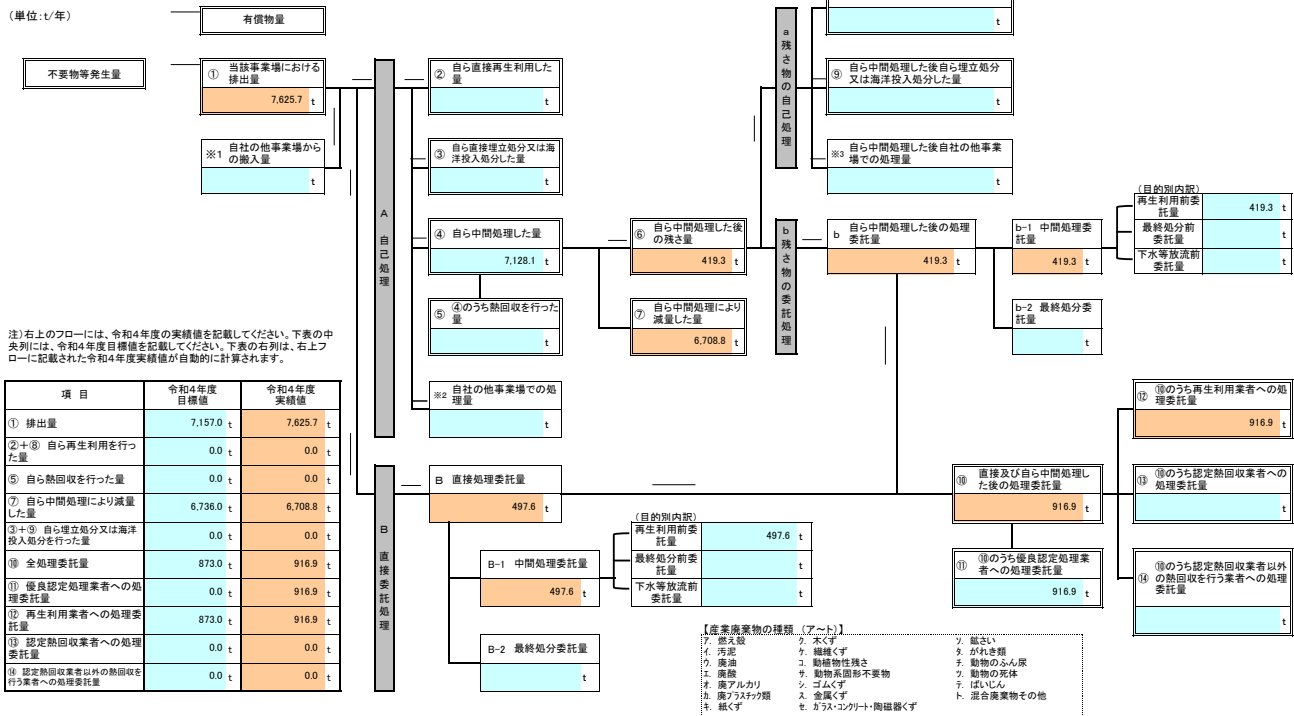 （単位：t/年）
有償物量
不要物等発生量
① 当該事業場における
排出量
7,625.7 t
※1 自社の他事業場から
の搬入量
t
A 自己処理
② 自ら直接再生利用した
量
t
③ 自ら直接埋立処分又は海
洋投入処分した量
t
④ 自ら中間処理した量
7,128.1 t
⑤ ④のうち熱回収を行った
量
t
※2 自社の他事業場での処
理量
t
⑥ 自ら中間処理した後
の残さ量
419.3 t
⑦ 自ら中間処理により
減量した量
6,708.8 t
a 残さ物の自己処理
t
⑨ 自ら中間処理した後自ら埋立処分
又は海洋投入処分した量
t
※3 自ら中間処理した後自社の他事業
場での処理量
t
b 残さ物の委託処理
b 自ら中間処理した後の処理
委託量
419.3 t
b-1 中間処理委
託量
419.3 t
b-2 最終処分委
託量
t
（目的別内訳）
再生利用前委
託量
419.3 t
最終処分前
委託量
t
下水等放流前
委託量
t
注）右上のフローには、令和4年度の実績値を記載してください。下表の中
央列には、令和4年度目標値を記載してください。下表の右列は、右上フ
ローに記載された令和4年度実績値が自動的に計算されます。
項 目 令和4年度
目標値 令和4年度
実績値
① 排出量 7,157.0 t 7,625.7 t
②＋⑧ 自ら再生利用を行っ
た量 0.0 t 0.0 t
⑤ 自ら熱回収を行った量 0.0 t 0.0 t
⑦ 自ら中間処理により減量
した量 6,736.0 t 6,708.8 t
③＋⑨ 自ら埋立処分又は海洋
投入処分を行った量 0.0 t 0.0 t
⑩ 全処理委託量 873.0 t 916.9 t
⑪ 優良認定処理業者への処
理委託量 0.0 t 916.9 t
⑫ 再生利用業者への処理委
託量 873.0 t 916.9 t
⑬ 認定熱回収業者への処理
委託量 0.0 t 0.0 t
⑭ 認定熱回収業者以外の熱回収を
行う業者への処理委託量 0.0 t 0.0 t
B 直接委託処理
B 直接処理委託量
497.6 t
B-1 中間処理委託量
497.6 t
B-2 最終処分委託量
t
（目的別内訳）
再生利用前委
託量
497.6 t
最終処分前委
託量
t
下水等放流前
委託量
t
⑩ 直接及び自ら中間処理し
た後の処理委託量
916.9 t
⑪ ⑩のうち優良認定処理業
者への処理委託量
916.9 t
⑫ ⑩のうち再生利用業者への処
理委託量
916.9 t
⑬ ⑩のうち認定熱回収業者への
処理委託量
t
⑭ ⑩のうち認定熱回収業者以外
の熱回収を行う業者への処理
委託量
t
【産業廃棄物の種類 （ア～ト）】
ア. 燃え殻 ク. 木くず ソ. 鉱さい
イ. 汚泥 ケ. 繊維くず タ. がれき類
ウ. 廃油 コ. 動植物性残さ チ. 動物のふん尿
エ. 廃酸 サ. 動物系固形不要物 ツ. 動物の死体
オ. 廃アルカリ シ. ゴムくず テ. ばいじん
カ. 廃プラスチック類 ス. 金属くず ト. 混合廃棄物その他
キ. 紙くず セ. ガラス・コンクリート・陶磁器くず